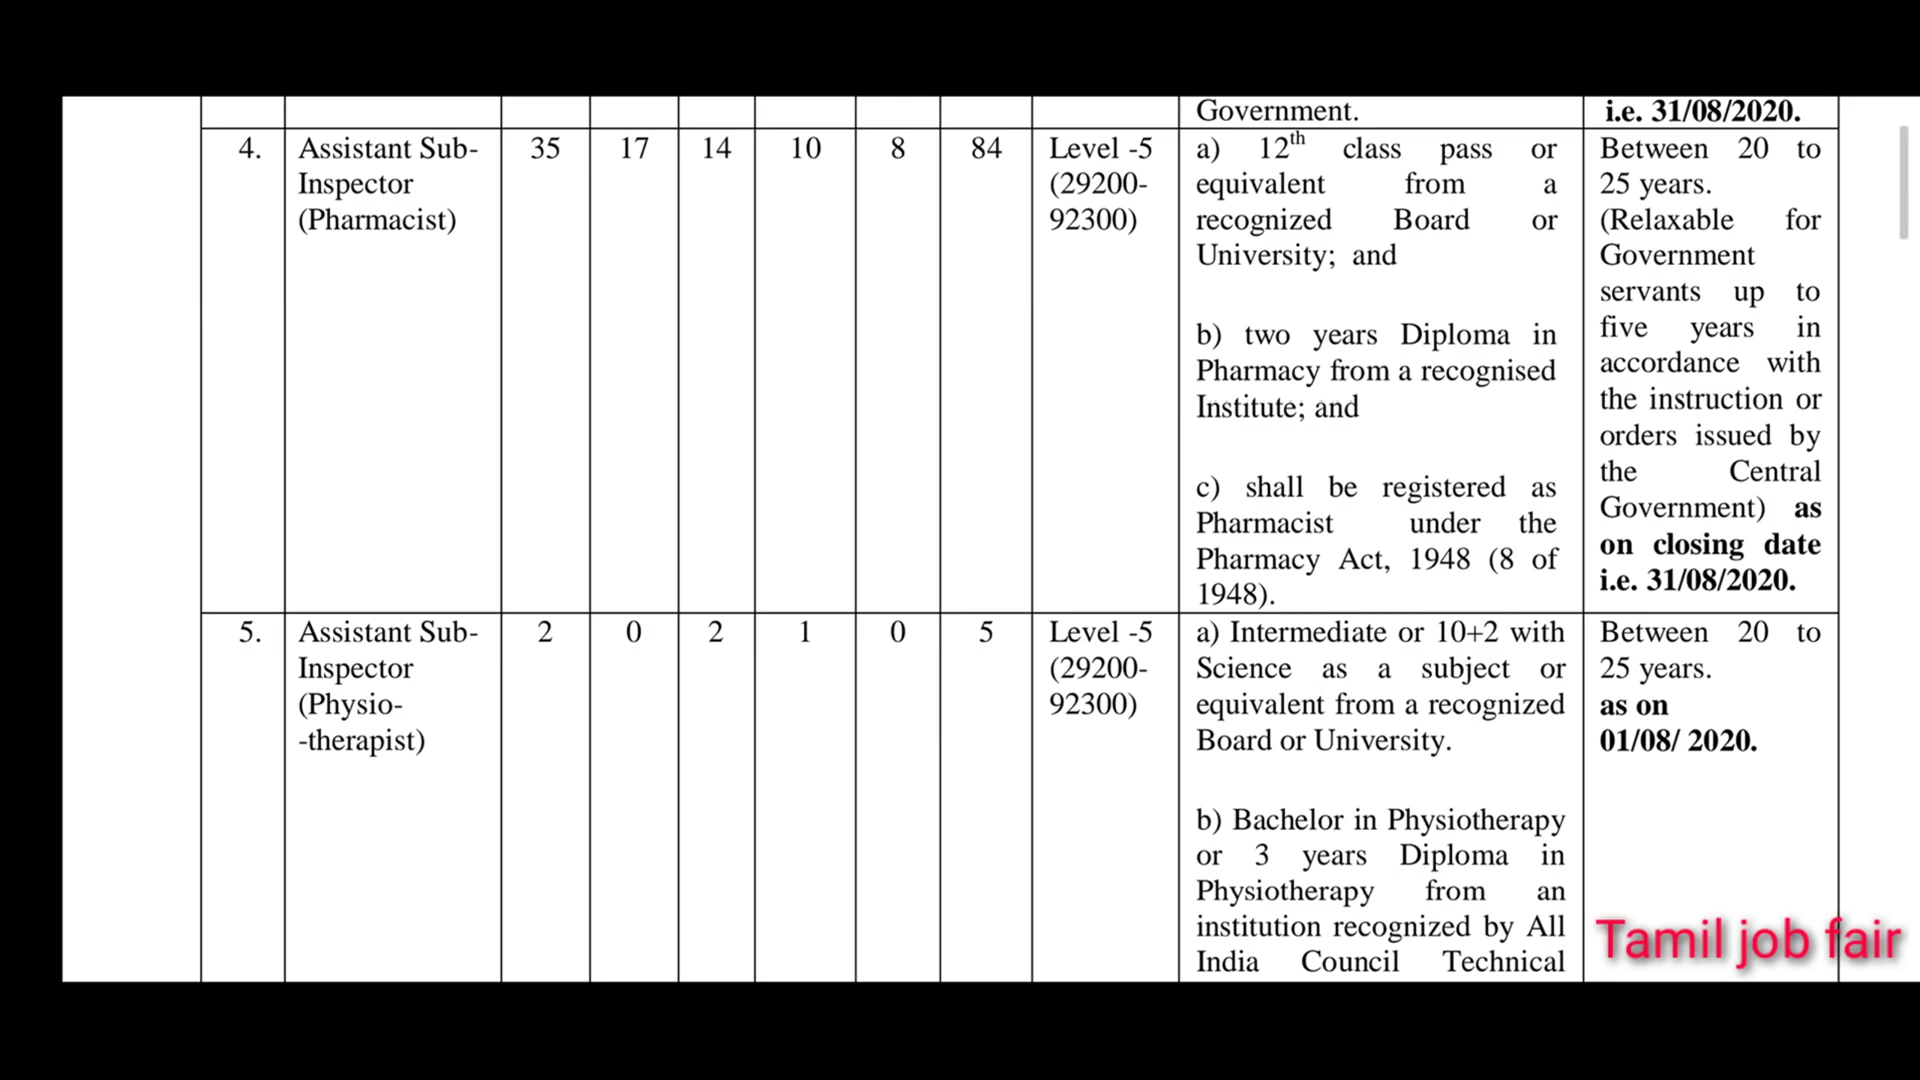 Government.
i.e. 31/08/2020.
4. Assistant Sub- 35 17 14 10 8 84 Level -5 a) 12th class pass or Between 20 to
Inspector (29200- equivalent from a 25 years.
(Pharmacist) 92300) recognized Board or (Relaxable for
University; and Government
servants up to
b) two years Diploma in five years in
Pharmacy from a recognised accordance with
Institute; and the instruction or
orders issued by
the Central
c) shall be registered as Government) as
Pharmacist under the on closing date
Pharmacy Act, 1948 (8 of i.e. 31/08/2020.
1948).
5. Assistant Sub- 2 0 2 1 0 5 Level -5 a) Intermediate or 10+2 with Between 20 to
Inspector (29200- Science as a subject or 25 years.
(Physio- 92300) equivalent from a recognized as on
-therapist) Board or University. 01/08/ 2020.
b) Bachelor in Physiotherapy
or 3 years Diploma in
Physiotherapy from an
institution recognized by All
India Council Technical
Tamil job fair